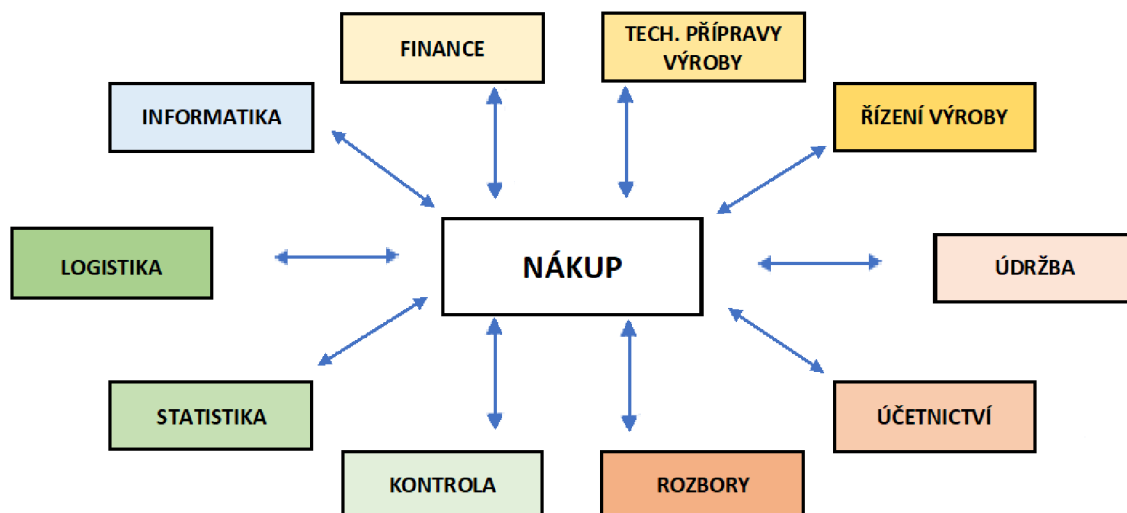 FINANCE
TECH. PŘÍPRAVY
VÝROBY
INFORMATIKA
ŘÍZENÍ VÝROBY
LOGISTIKA
NÁKUP
ÚDRŽBA
STATISTIKA
ÚČETNICTVÍ
KONTROLA
ROZBORY